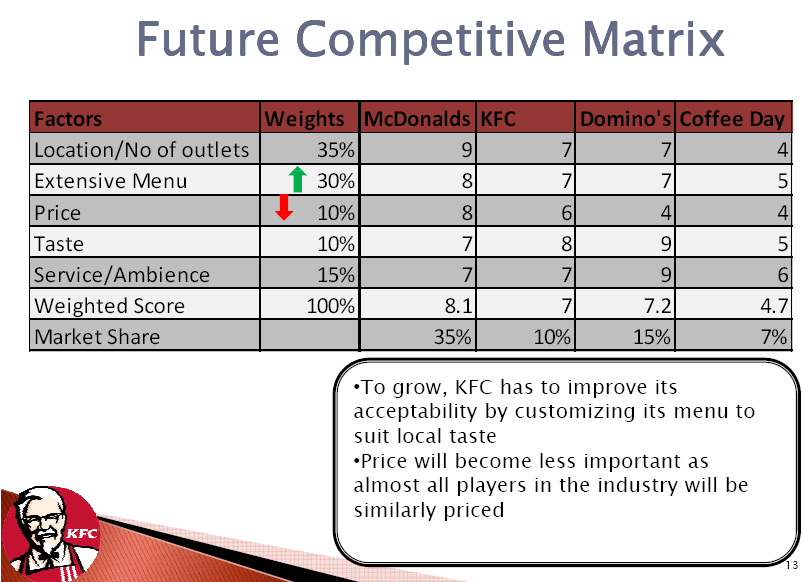 Future Competitive Matrix
Factors Weights McDonalds KFC Domino's Coffee Day
Location/No of outlets 35% 9 7 7 4
Extensive Menu 30% 8 7 7 5
Price 10% 8 6 4 4
Taste 10% 7 8 9 5
Service/Ambience 15% 7 7 9 6
Weighted Score 100% 8.1 7 7.2 4.7
Market Share 35% 10% 15% 7%
•To grow, KFC has to improve its
acceptability by customizing its menu to
suit local taste
•Price will become less important as
almost all players in the industry will be
similarly priced
KFC
13